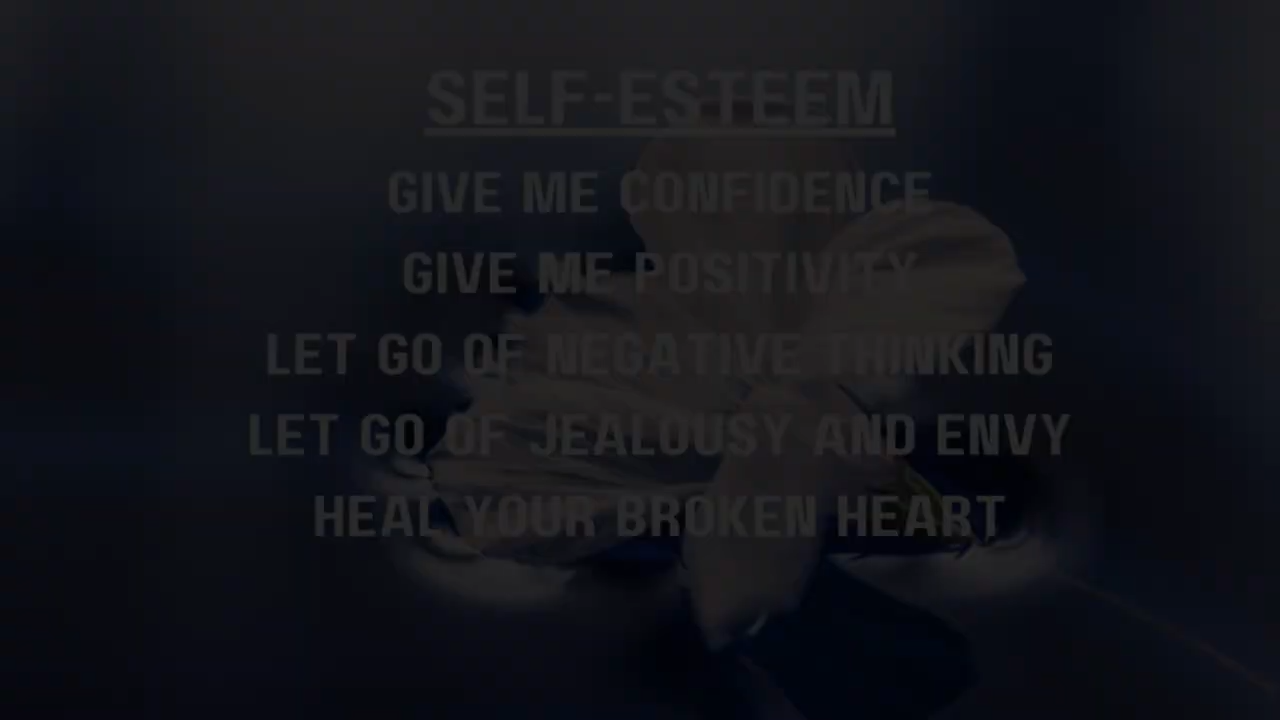 SELF-ESTEEM
GIVE ME CONFIDENCE
GIVE ME POSITIVITY
LET GO OF NEGATIVE THINKING
LET GO OF JEALOUSY AND ENVY
HEAL YOUR BROKEN HEART